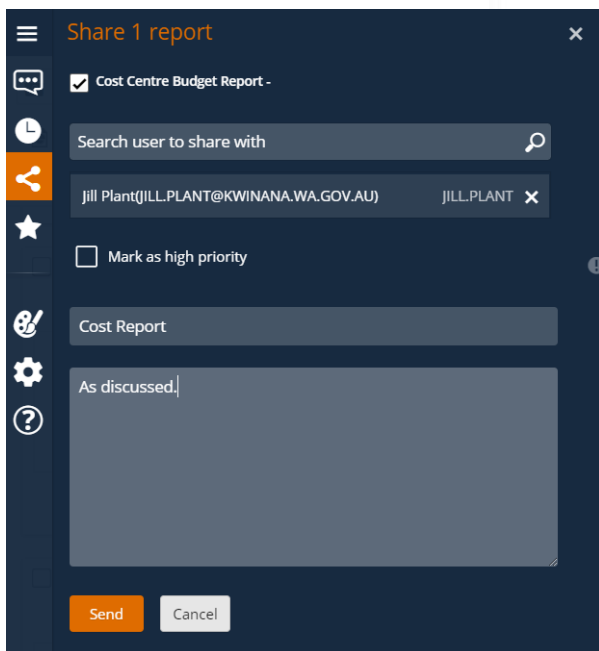 Share 1 report
Cost Centre Budget Report -
Search user to share with
Jill Plant(JILL.PLANT@KWINANA.WA.GOV.AU) JILL.PLANT
Mark as high priority
Cost Report
As discussed.
Send Cancel